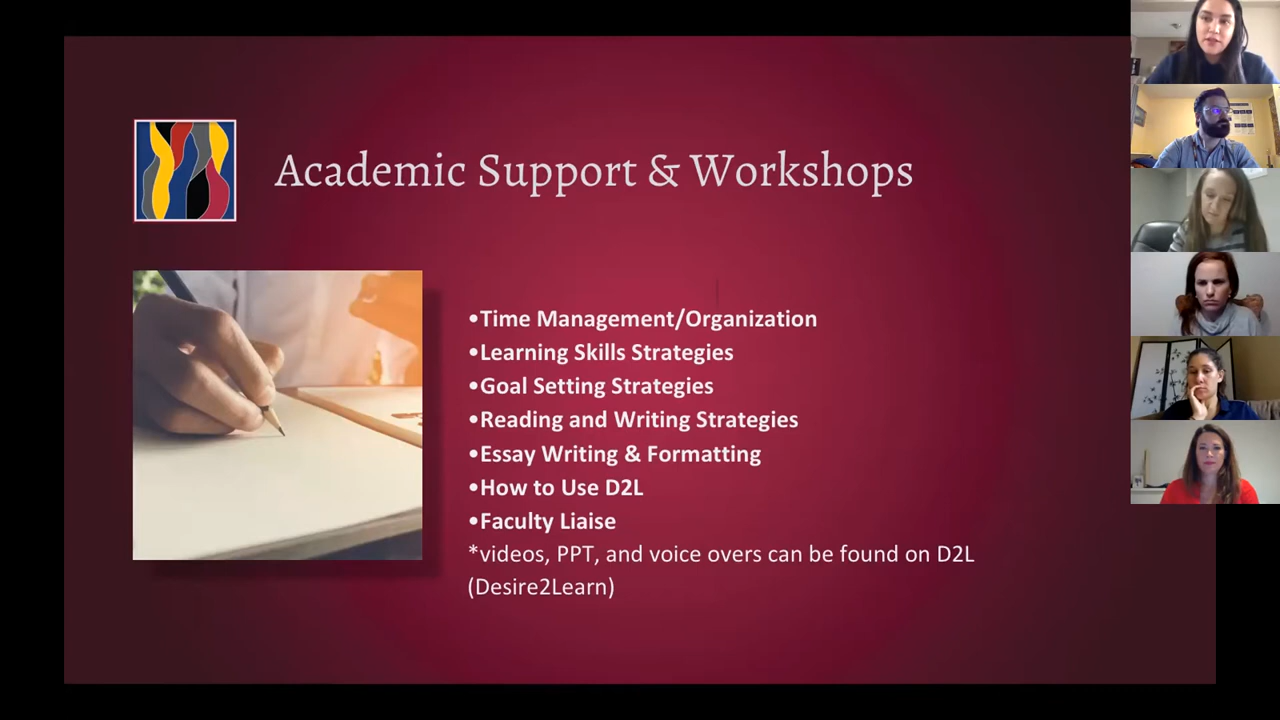 Academic Support & Workshops
•Time Management/Organization
•Learning Skills Strategies
•Goal Setting Strategies
•Reading and Writing Strategies
•Essay Writing & Formatting
•How to Use D2L
•Faculty Liaise
*videos, PPT, and voice overs can be found on D2L
(Desire2Learn)